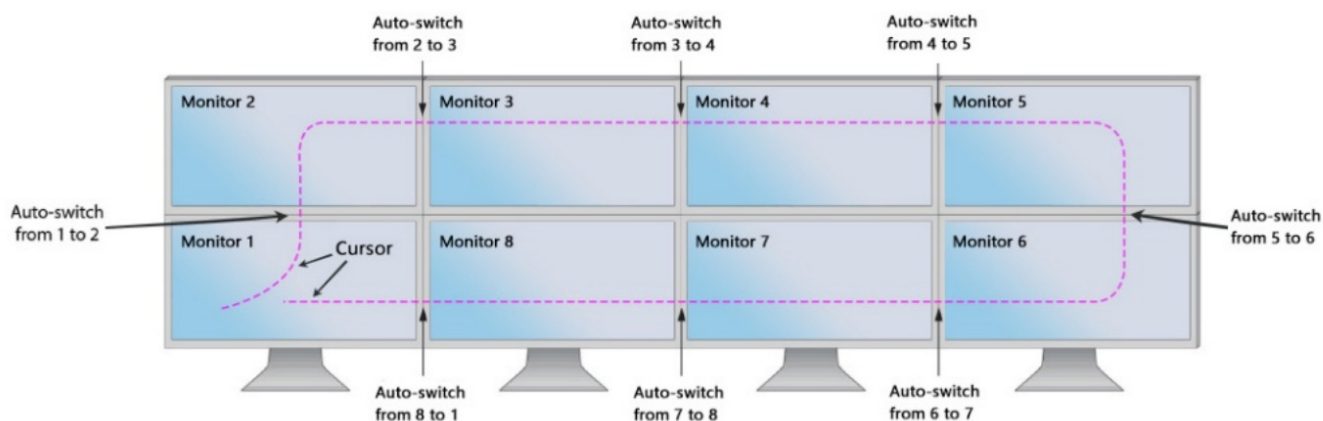 Auto-switch
from 2 to 3
Auto-switch
from 3 to 4
Auto-switch
from 4 to 5
Monitor 2
Monitor 3
Monitor 4
Monitor 5
Auto-switch
from 1 to 2
Auto-switch
from 5 to 6
Monitor 1
Cursor
Monitor 8
Monitor 7
Monitor 6
Auto-switch
from 8 to 1
Auto-switch
from 7 to 8
Auto-switch
from 6 to 7